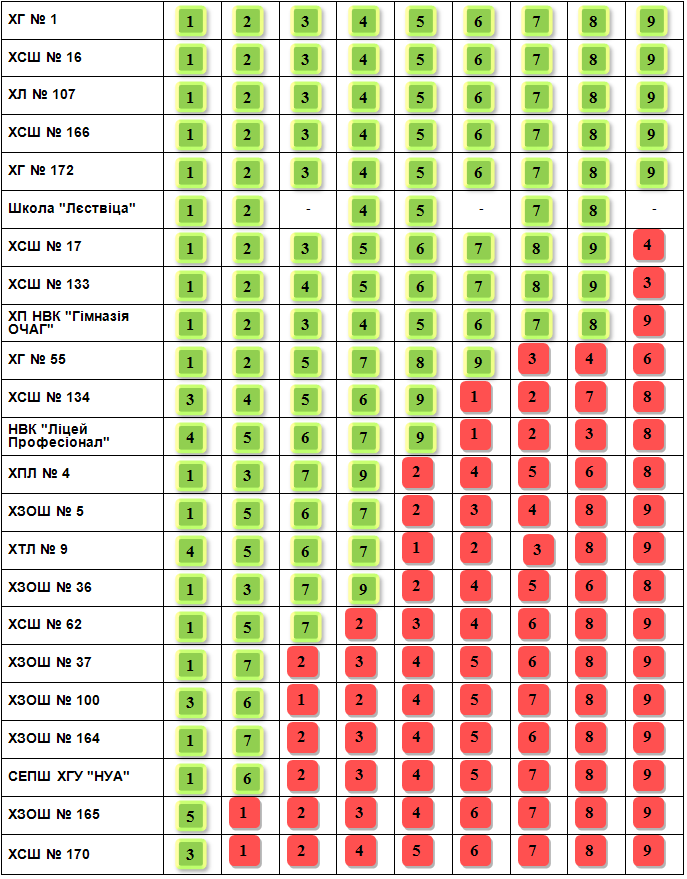 ХГ № 1 1 2 3 4 5 6 7 8 9
ХСШ № 16 1 2 3 4 5 6 7 8 9
ХЛ № 107 1 2 3 4 5 6 7 8 9
ХСШ № 166 1 2 3 4 5 6 7 8 9
ХГ № 172 1 2 3 4 5 6 7 8 9
Школа "Лєствіца" 1 2 - 4 5 - 7 8 -
ХСШ № 17 1 2 3 5 6 7 8 9 4
ХСШ № 133 1 2 4 5 6 7 8 9 3
ХП НВК "Гімназія
ОЧАГ" 1 2 3 4 5 6 7 8 9
ХГ № 55 1 2 5 7 8 9 3 4 6
ХСШ № 134 3 4 5 6 9 1 2 7 8
НВК "Ліцей
Професіонал" 4 5 6 7 9 1 2 3 8
ХПЛ № 4 1 3 7 9 2 4 5 6 8
ХЗОШ № 5 1 5 6 7 2 3 4 8 9
ХТЛ № 9 4 5 6 7 1 2 3 8 9
ХЗОШ № 36 1 3 7 9 2 4 5 6 8
ХСШ № 62 1 5 7 2 3 4 6 8 9
ХЗОШ № 37 1 7 2 3 4 5 6 8 9
ХЗОШ № 100 3 6 1 2 4 5 7 8 9
ХЗОШ № 164 1 7 2 3 4 5 6 8 9
СЕПШ ХГУ "НУА" 1 6 2 3 4 5 7 8 9
ХЗОШ № 165 5 1 2 3 4 6 7 8 9
ХСШ № 170 3 1 2 4 5 6 7 8 9